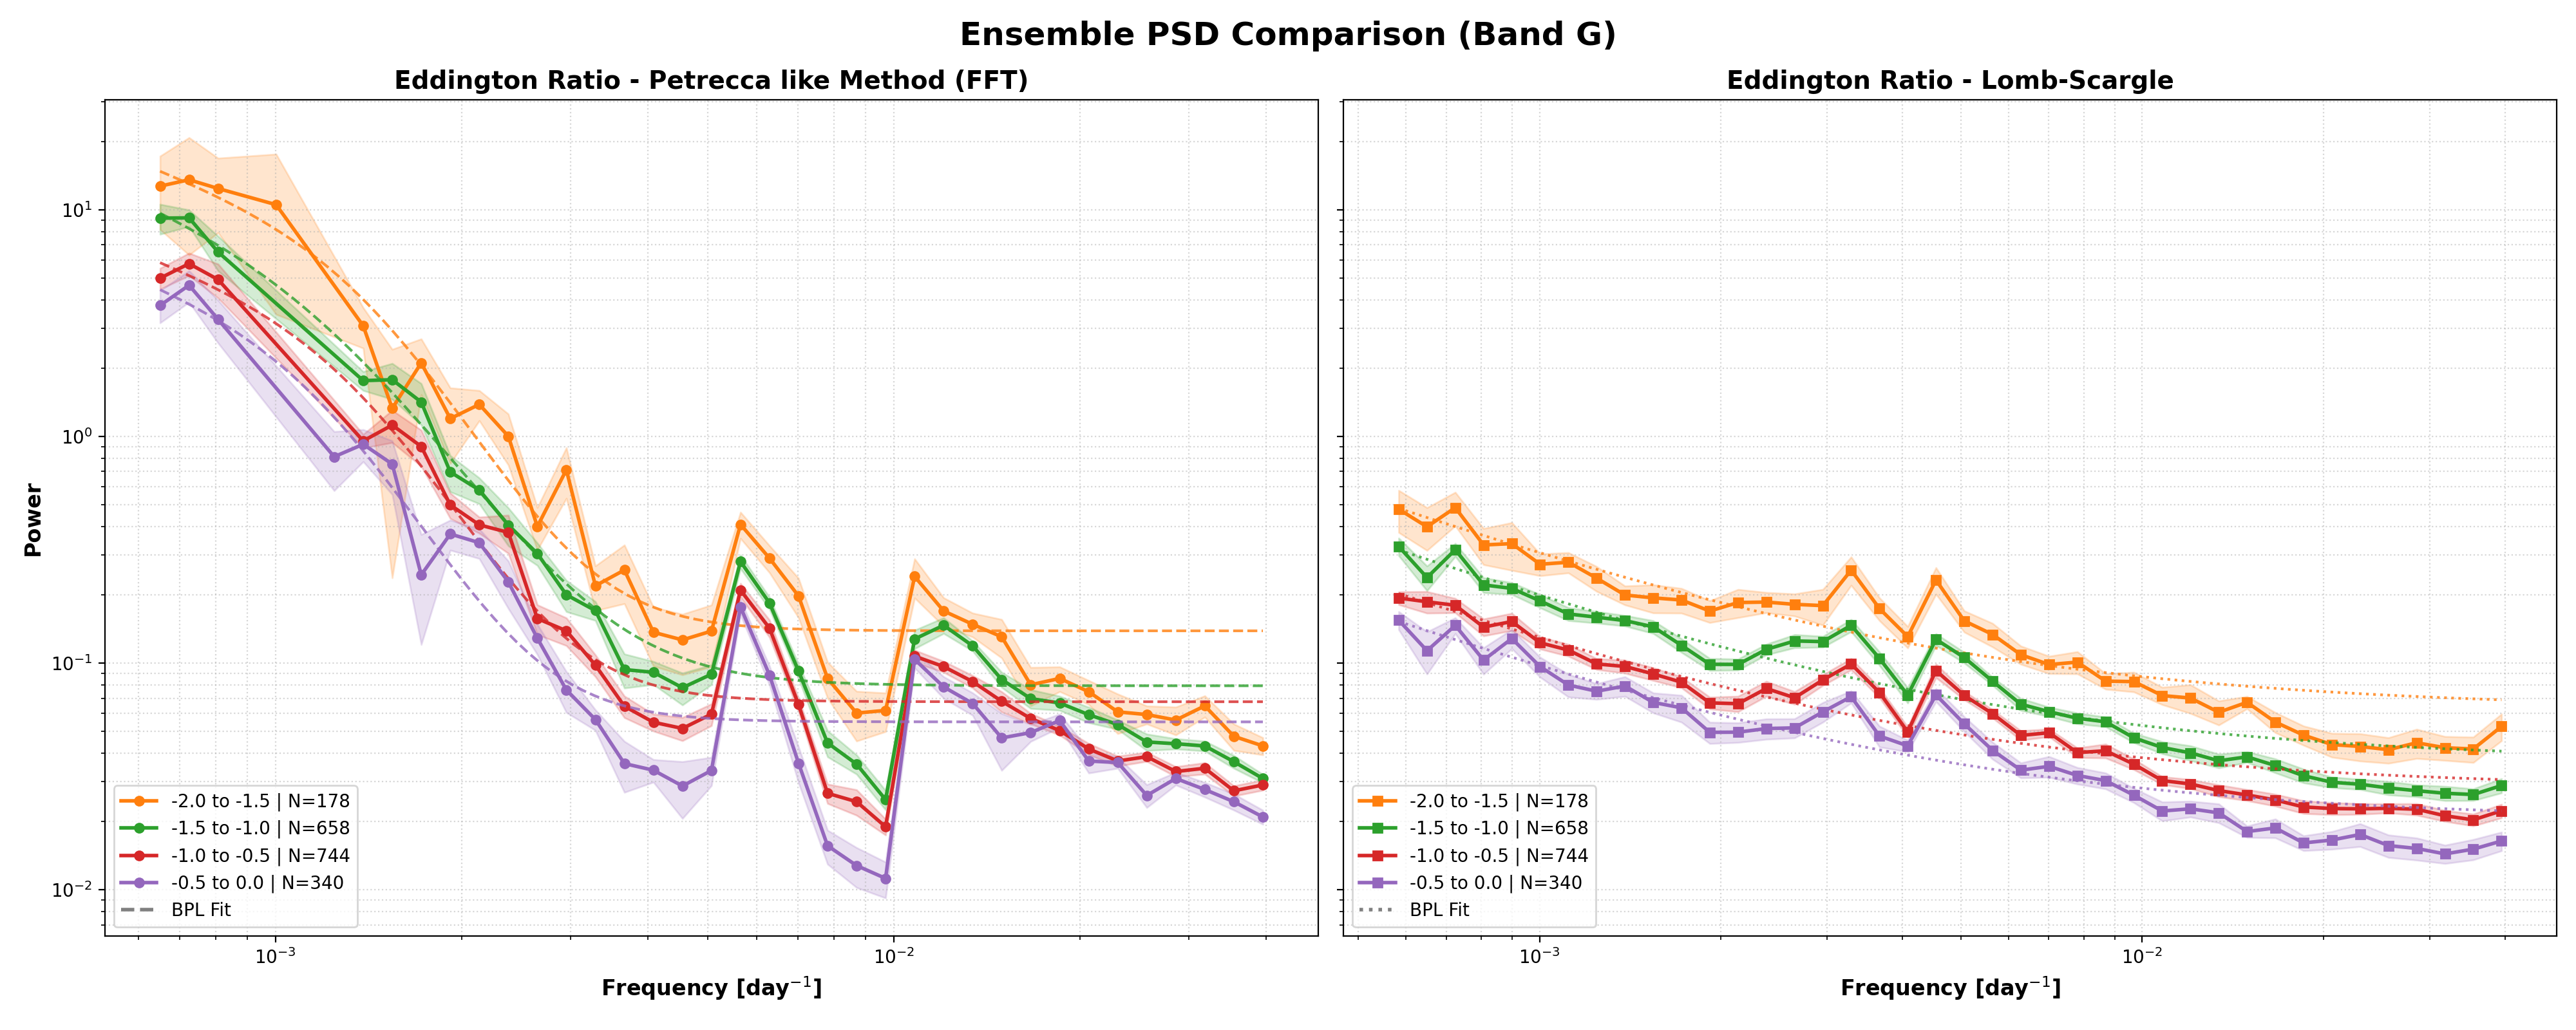 Ensemble PSD Comparison (Band G)
Eddington Ratio - Petrecca like Method (FFT)
Power
10¹
10⁰
10⁻¹
10⁻²
-2.0 to -1.5 | N=178
-1.5 to -1.0 | N=658
-1.0 to -0.5 | N=744
-0.5 to 0.0 | N=340
BPL Fit
10⁻³
10⁻²
Frequency [day⁻¹]
Eddington Ratio - Lomb-Scargle
-2.0 to -1.5 | N=178
-1.5 to -1.0 | N=658
-1.0 to -0.5 | N=744
-0.5 to 0.0 | N=340
BPL Fit
10⁻³
10⁻²
Frequency [day⁻¹]